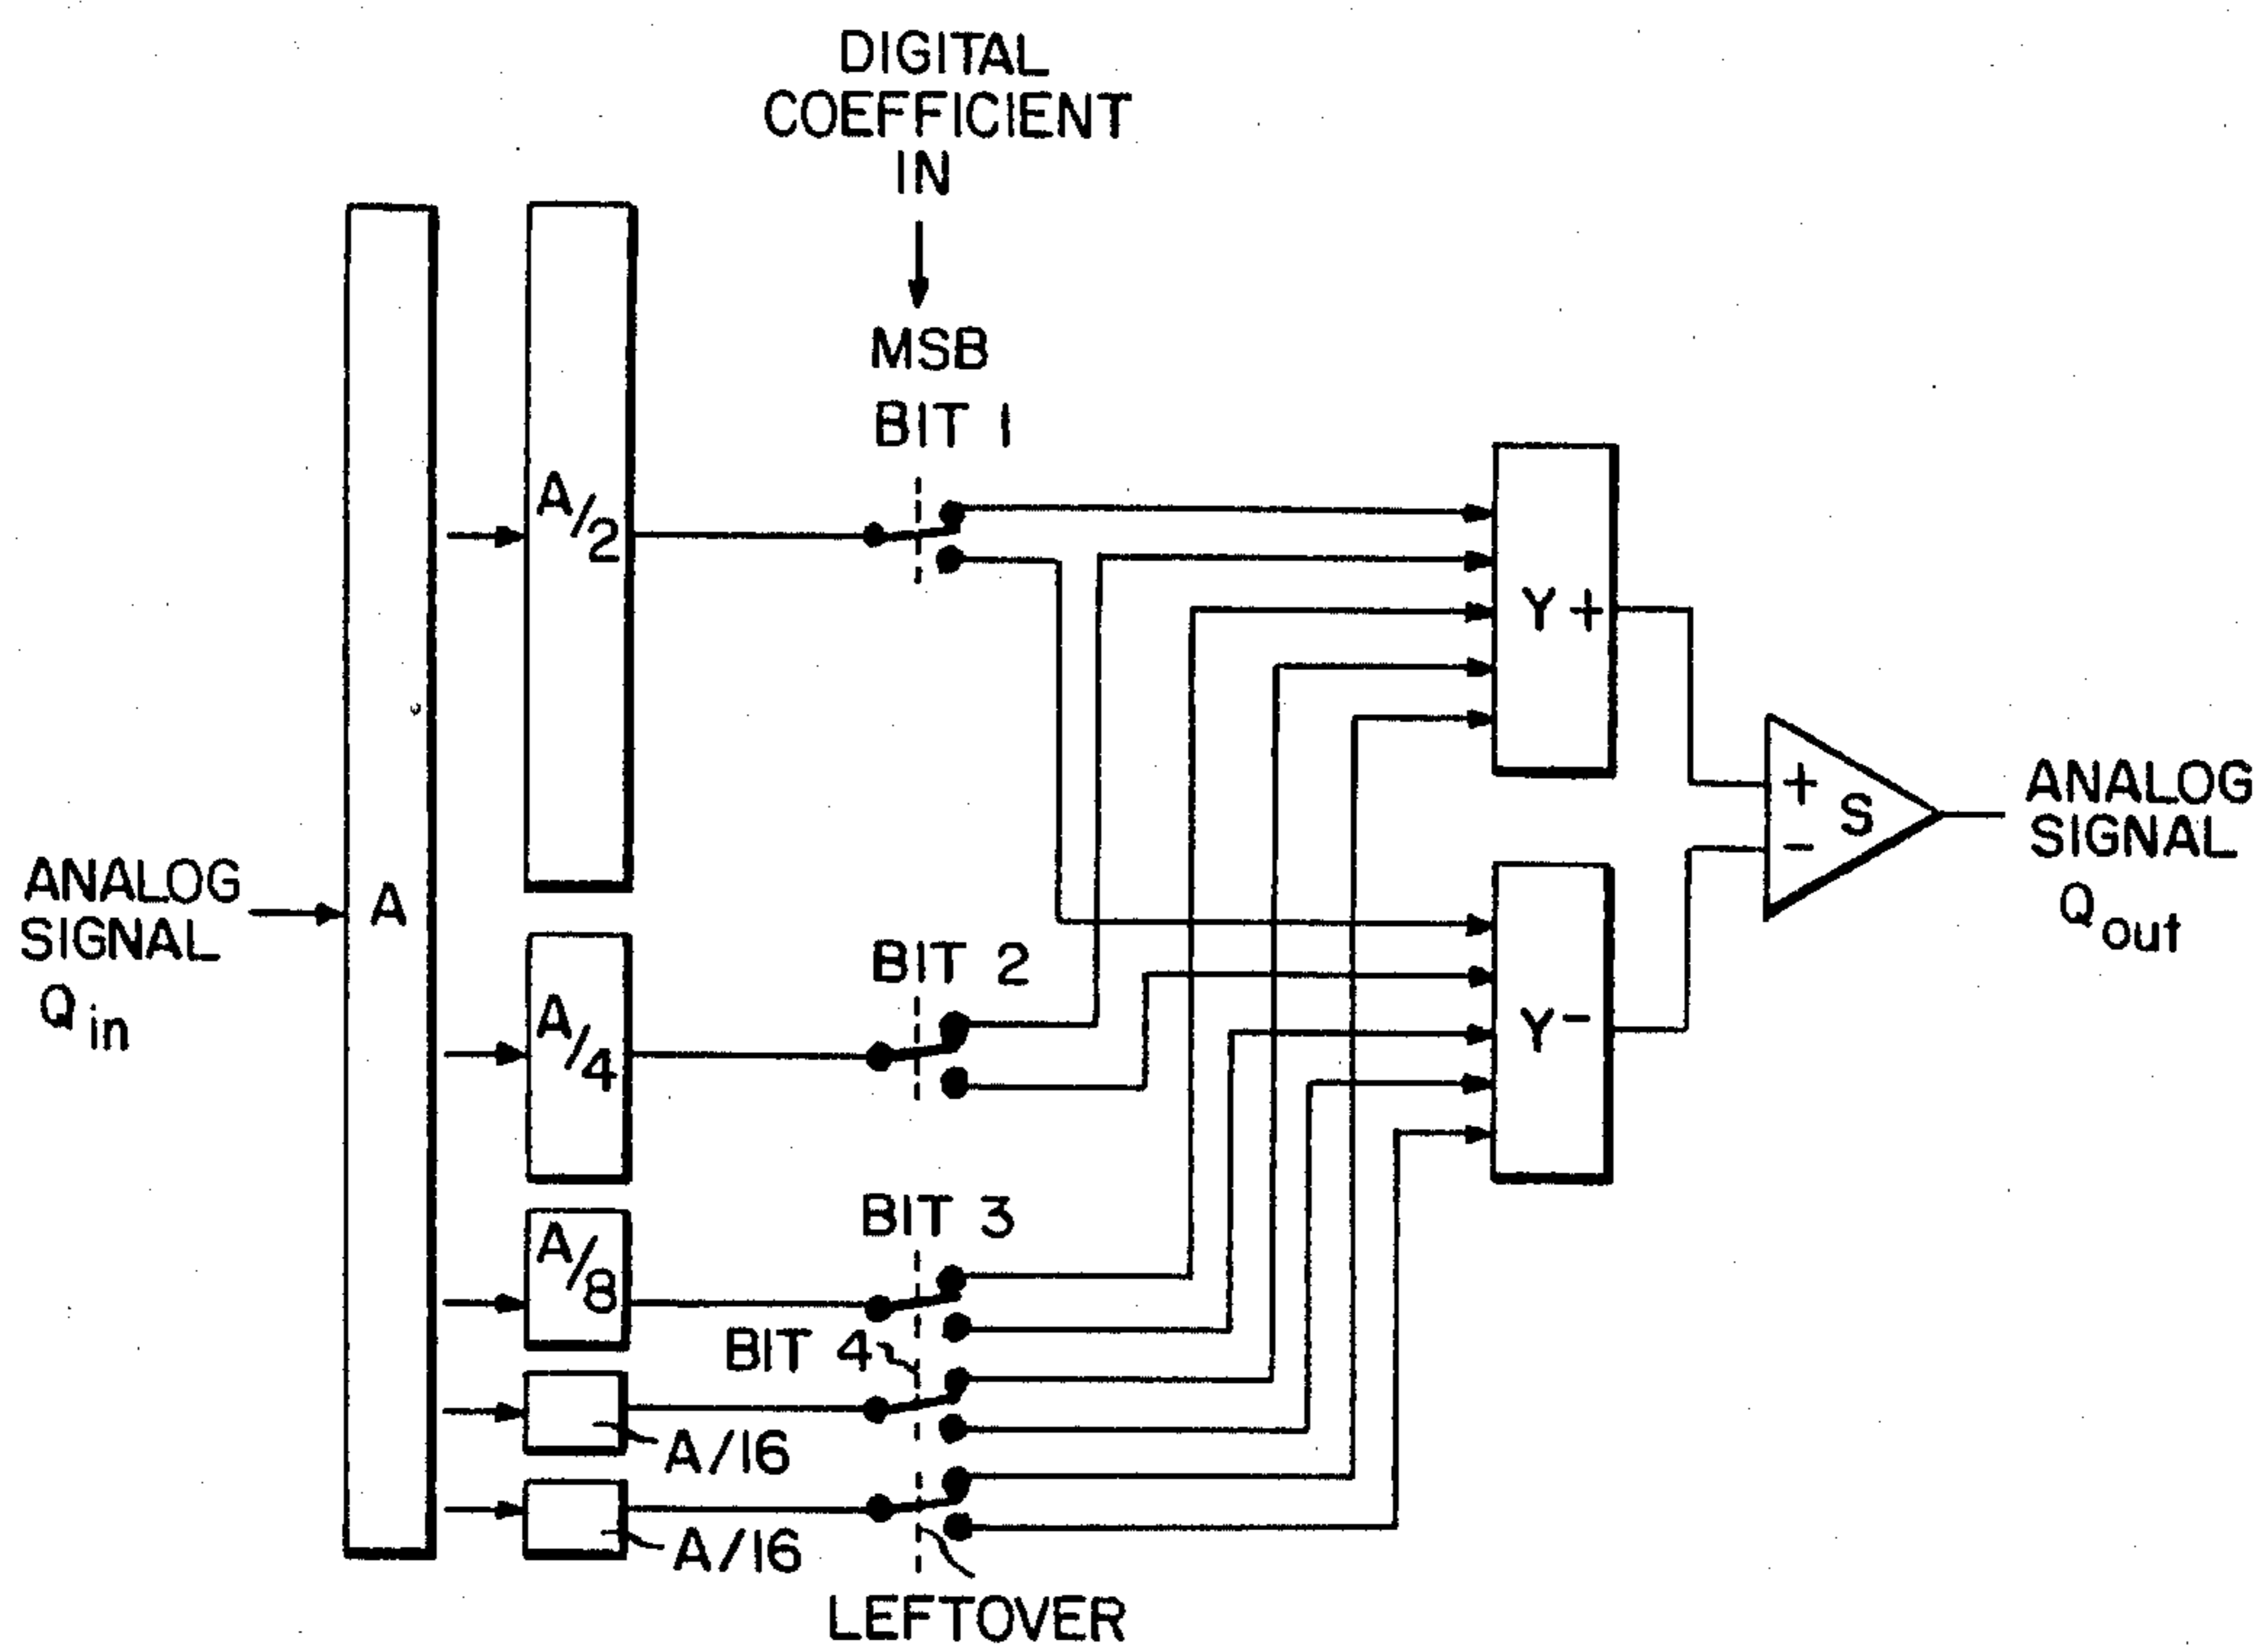 DIGITAL
COEFFICIENT
IN
MSB
BIT 1
A/2
Y +
ANALOG
SIGNAL
Q in
A
+
S
-
ANALOG
SIGNAL
Q out
BIT 2
A/4
Y -
BIT 3
A/8
BIT 4
A/16
A/16
LEFTOVER